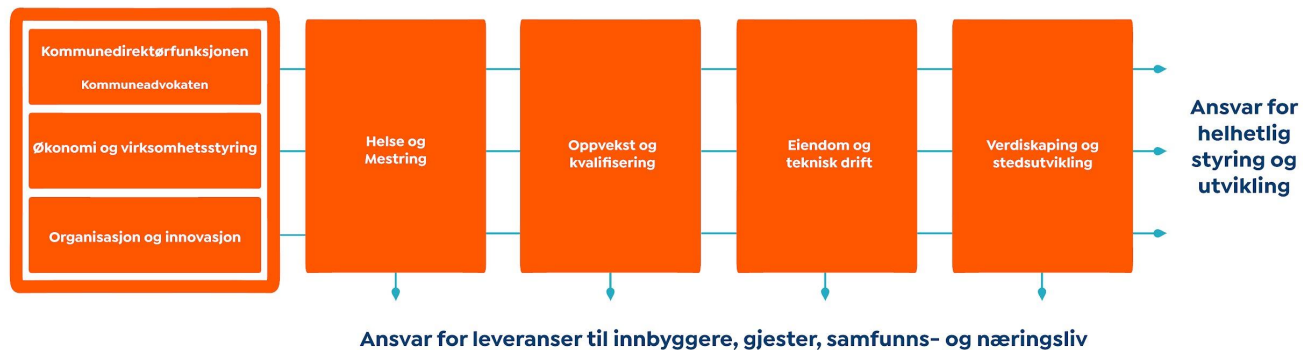 Kommunedirektørfunksjonen
Kommuneadvokaten
Økonomi og virksomhetsstyring
Organisasjon og innovasjon
Helse og
Mestring
Oppvekst og
kvalifisering
Eiendom og
teknisk drift
Verdiskaping og
stedsutvikling
Ansvar for
helhetlig
styring og
utvikling
Ansvar for leveranser til innbyggere, gjester, samfunns- og næringsliv